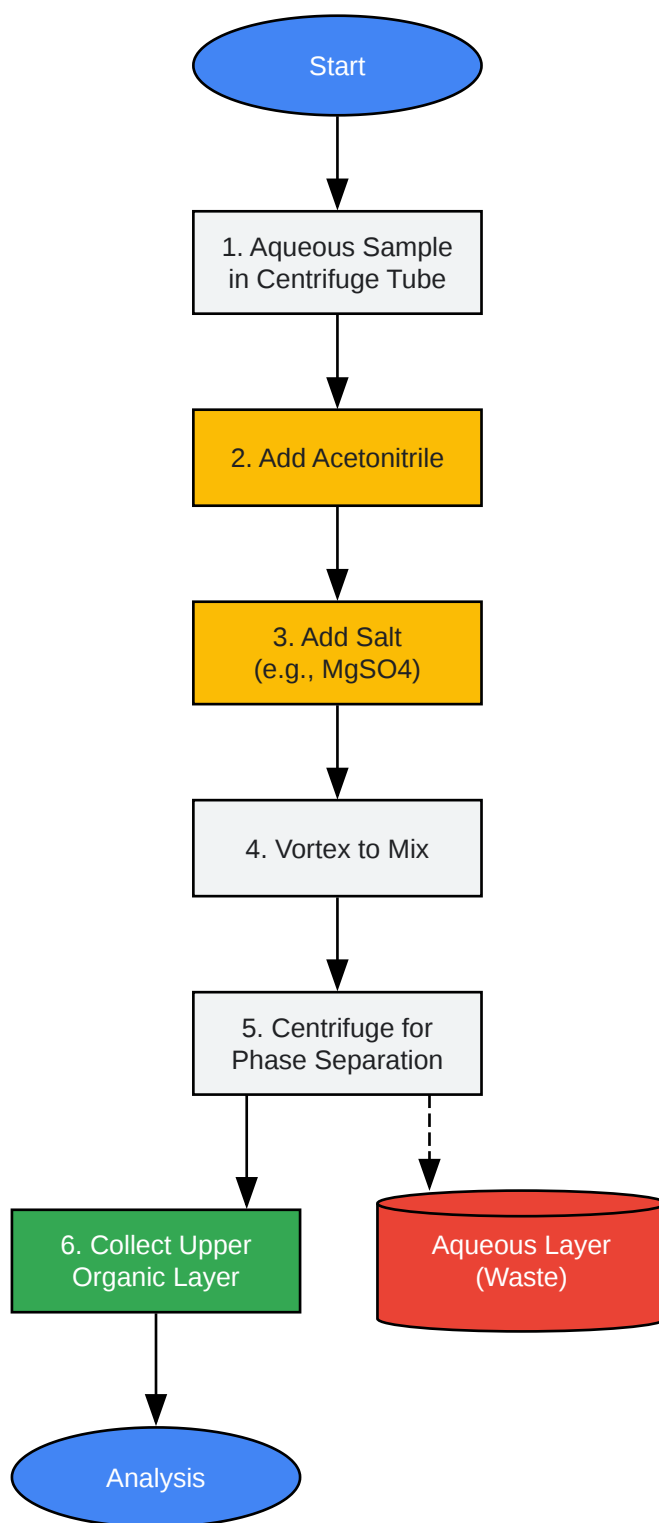 Start
1. Aqueous Sample
in Centrifuge Tube
2. Add Acetonitrile
3. Add Salt
(e.g., MgSO4)
4. Vortex to Mix
5. Centrifuge for
Phase Separation
6. Collect Upper
Organic Layer
Aqueous Layer
(Waste)
Analysis